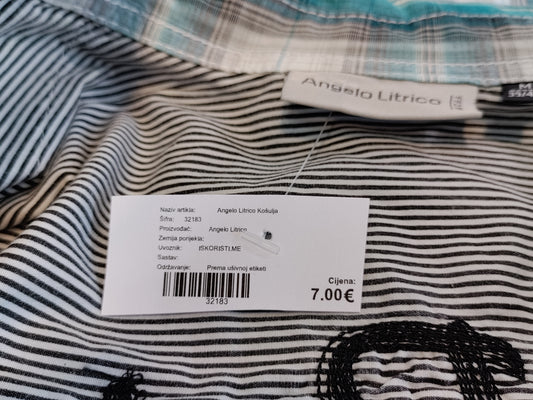 Angelo Litrico
Naziv artikla: Angelo Litrico Košulja
Šifra: 32183
Proizvođač: Angelo Litrico
Zemlja porijekla:
Uvoznik: ISKORISTI.ME
Sastav:
Održavanje: Prema ušivnoj etiketi
32183
Cijena:
7.00€